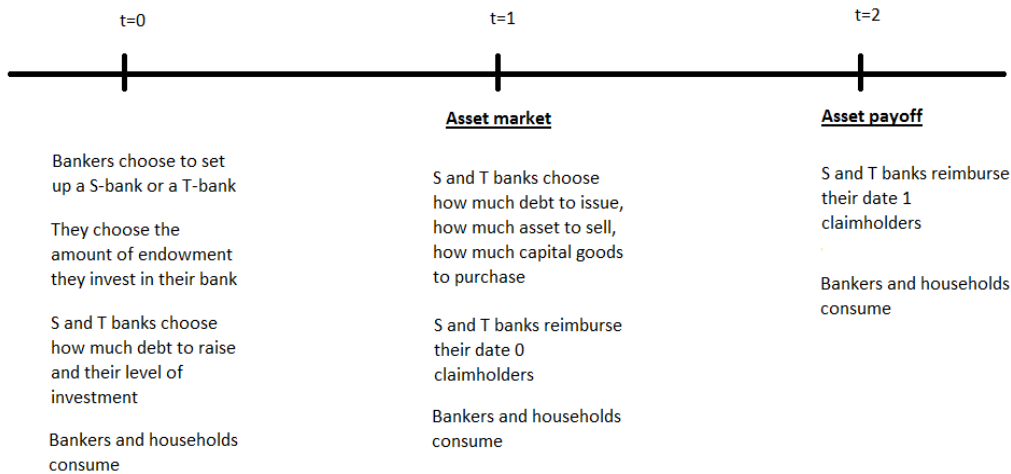 t=0
t=1
t=2
Asset market
Asset payoff
Bankers choose to set
up a S-bank or a T-bank
They choose the
amount of endowment
they invest in their bank
S and T banks choose
how much debt to raise
and their level of
investment
Bankers and households
consume
S and T banks choose
how much debt to issue,
how much asset to sell,
how much capital goods
to purchase
S and T banks reimburse
their date 0
claimholders
Bankers and households
consume
S and T banks reimburse
their date 1
claimholders
Bankers and households
consume